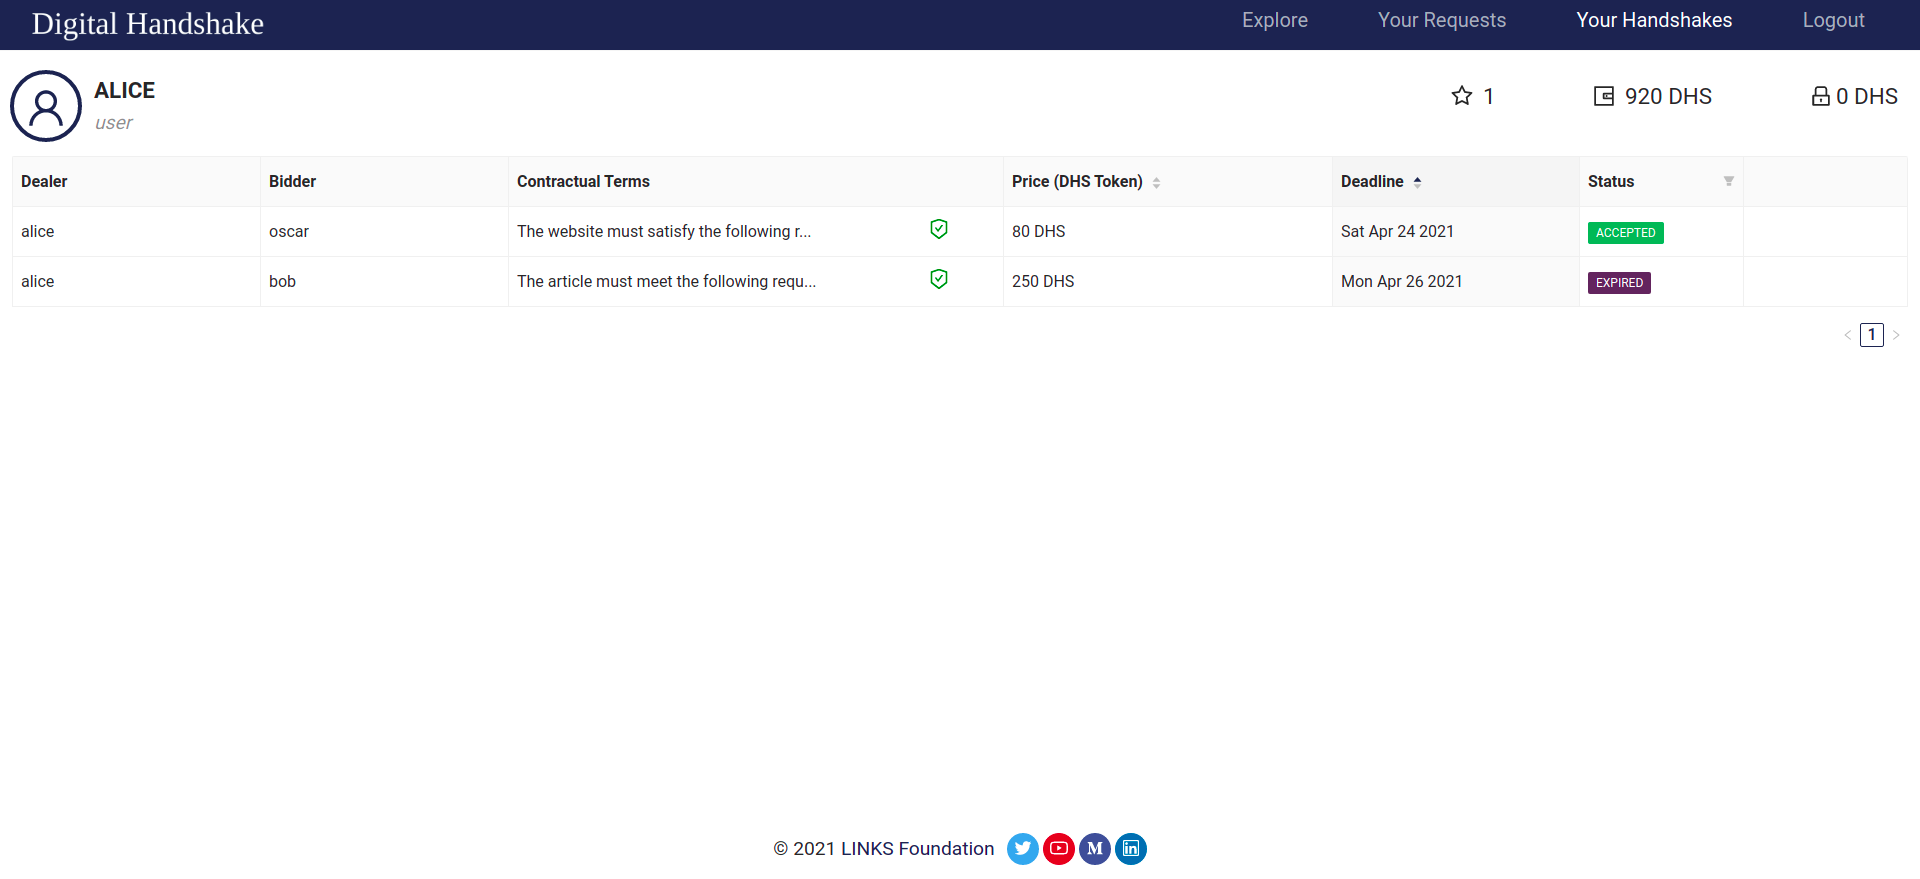 Digital Handshake
Explore Your Requests Your Handshakes Logout
ALICE
user
1 920 DHS 0 DHS
Dealer Bidder Contractual Terms Price (DHS Token) Deadline Status
alice oscar The website must satisfy the following r... 80 DHS Sat Apr 24 2021 ACCEPTED
alice bob The article must meet the following requ... 250 DHS Mon Apr 26 2021 EXPIRED
< 1 >
© 2021 LINKS Foundation M in